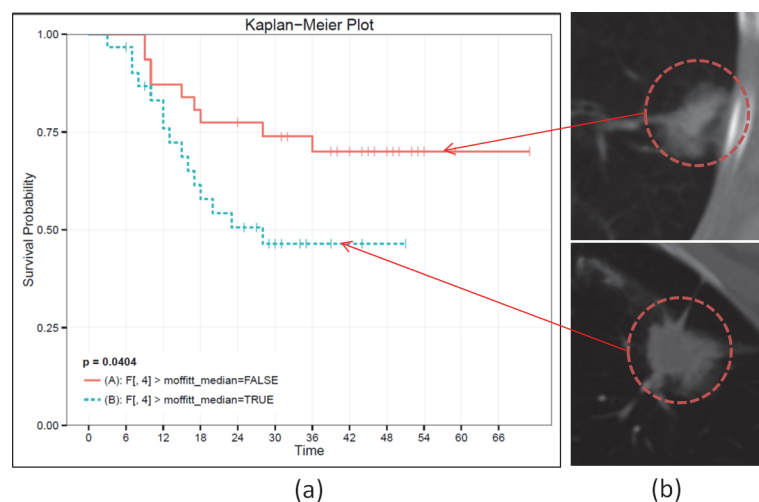 Kaplan-Meier Plot
1.00
0.75
0.50
0.25
0.00
Survival Probability
p = 0.0404
(A): F[, 4] > moffitt_median=FALSE
(B): F[, 4] > moffitt_median=TRUE
0 6 12 18 24 30 36 42 48 54 60 66
Time
(a) (b)